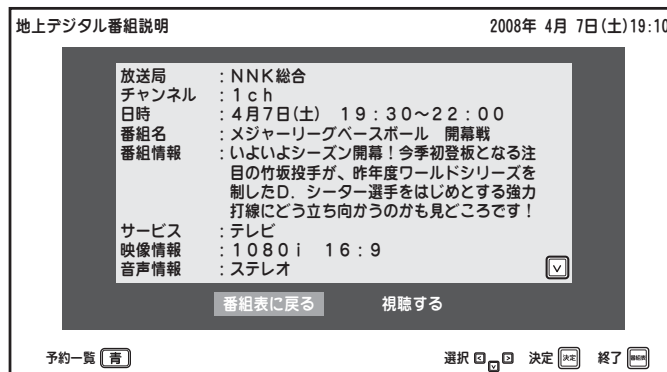 地上デジタル番組説明 2008年 4月 7日(土)19:10
放送局 :NNK総合
チャンネル :1ch
日時 :4月7日(土) 19:30~22:00
番組名 :メジャーリーグベースボール 開幕戦
番組情報 :いよいよシーズン開幕!今季初登板となる注
目の竹坂投手が、昨年度ワールドシリーズを
制したD.シーター選手をはじめとする強力
打線にどう立ち向かうのかも見どころです!
サービス :テレビ
映像情報 :1080i 16:9
音声情報 :ステレオ
番組表に戻る 視聴する
予約一覧 青 選択 決定 決定 終了 番組表